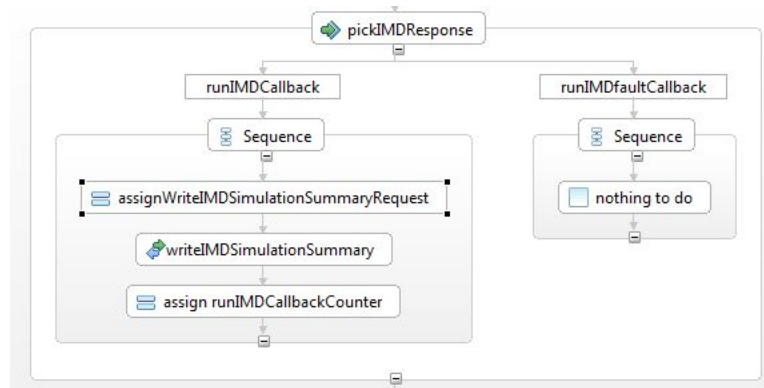 pickIMDResponse
runIMDCallback
runIMDfaultCallback
Sequence
Sequence
assignWriteIMDSimulationSummaryRequest
nothing to do
writeIMDSimulationSummary
assign runIMDCallbackCounter